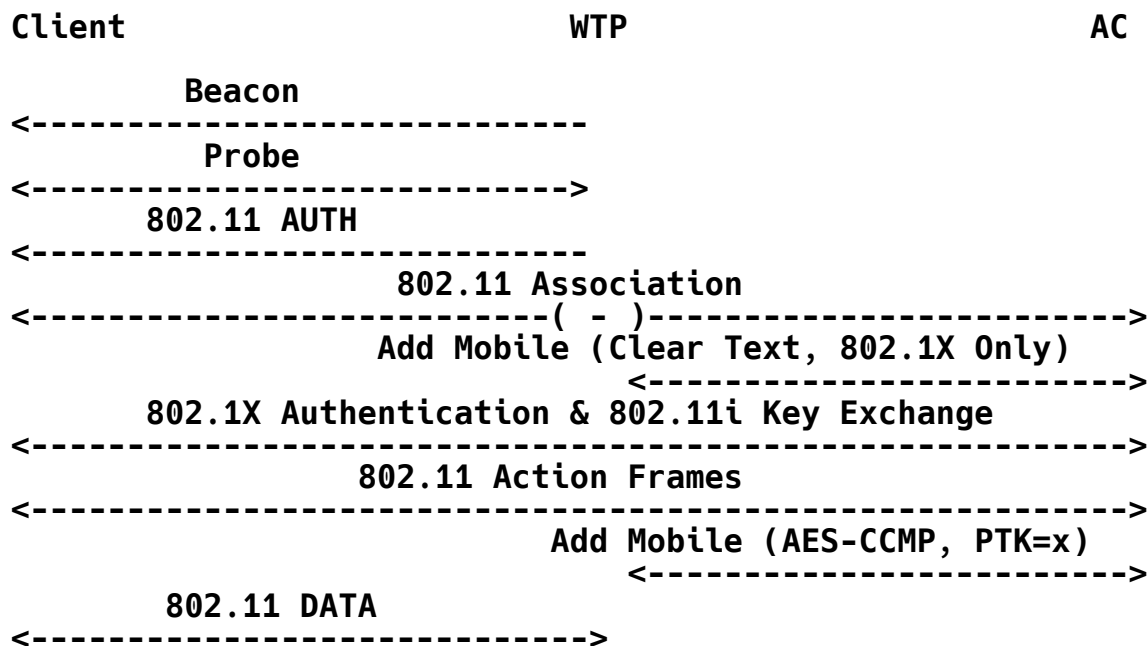 Client WTP AC
Beacon
<-----------------------------
Probe
<---------------------------->
802.11 AUTH
<-----------------------------
802.11 Association
<---------------------------( - )------------------------->
Add Mobile (Clear Text, 802.1X Only)
<------------------------->
802.1X Authentication & 802.11i Key Exchange
<--------------------------------------------------------->
802.11 Action Frames
<--------------------------------------------------------->
Add Mobile (AES-CCMP, PTK=x)
<------------------------->
802.11 DATA
<----------------------------->